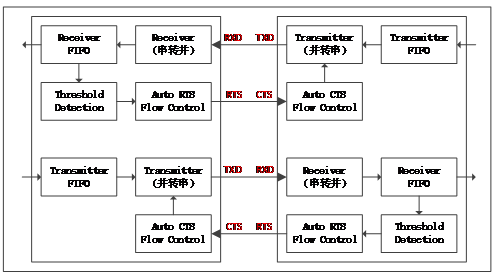 Receiver
FIFO
Receiver
(串转并)
RXD
TXD
Transmitter
(并转串)
Transmitter
FIFO
Threshold
Detection
Auto RTS
Flow Control
RTS
CTS
Auto CTS
Flow Control
Transmitter
FIFO
Transmitter
(并转串)
TXD
RXD
Receiver
(串转并)
Receiver
FIFO
Auto CTS
Flow Control
CTS
RTS
Auto RTS
Flow Control
Threshold
Detection